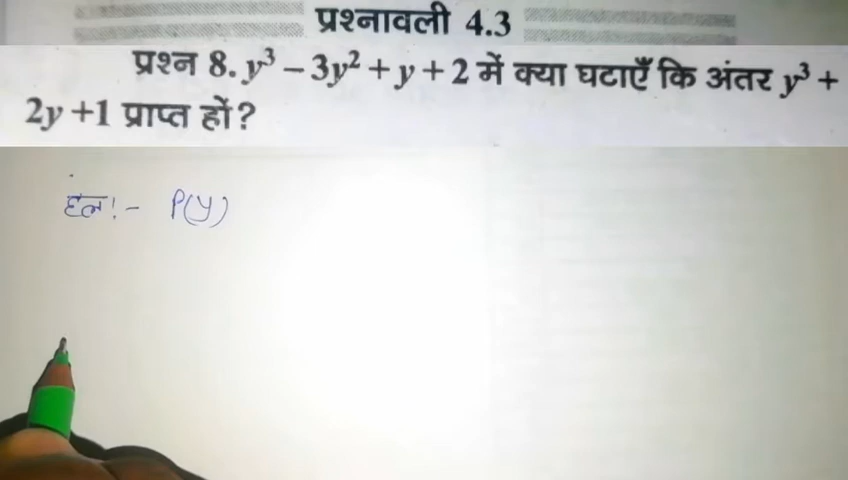 प्रश्नावली 4.3
प्रश्न 8. y³ – 3y² + y + 2 में क्या घटाएँ कि अंतर y³ +
2y +1 प्राप्त हों?
हल:- P(y)